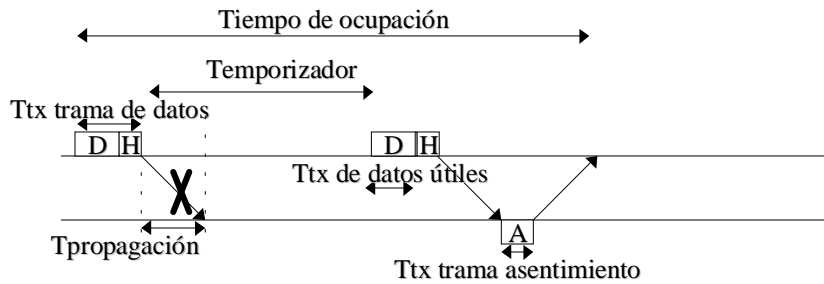 Tiempo de ocupación
Temporizador
Ttx trama de datos
D H D H
Ttx de datos útiles
Tpropagación
A
Ttx trama asentimiento